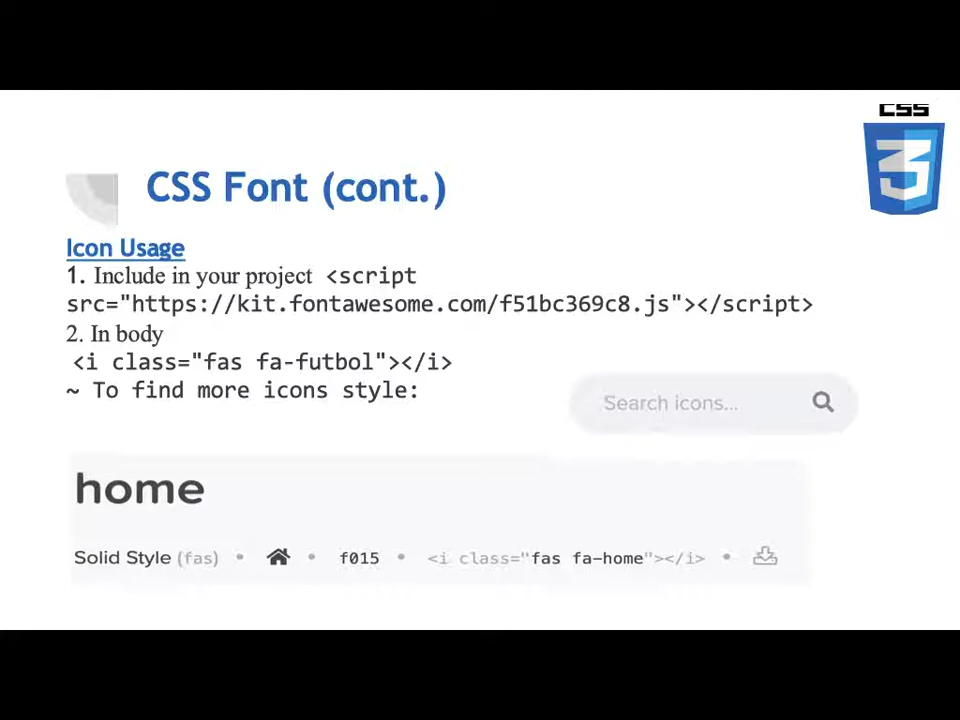 CSS
3
CSS Font (cont.)
Icon Usage
1. Include in your project <script
src="https://kit.fontawesome.com/f51bc369c8.js"></script>
2. In body
<i class="fas fa-futbol"></i>
~ To find more icons style:
Search icons...
home
Solid Style (fas) • • f015 • <i class="fas fa-home"></i> •